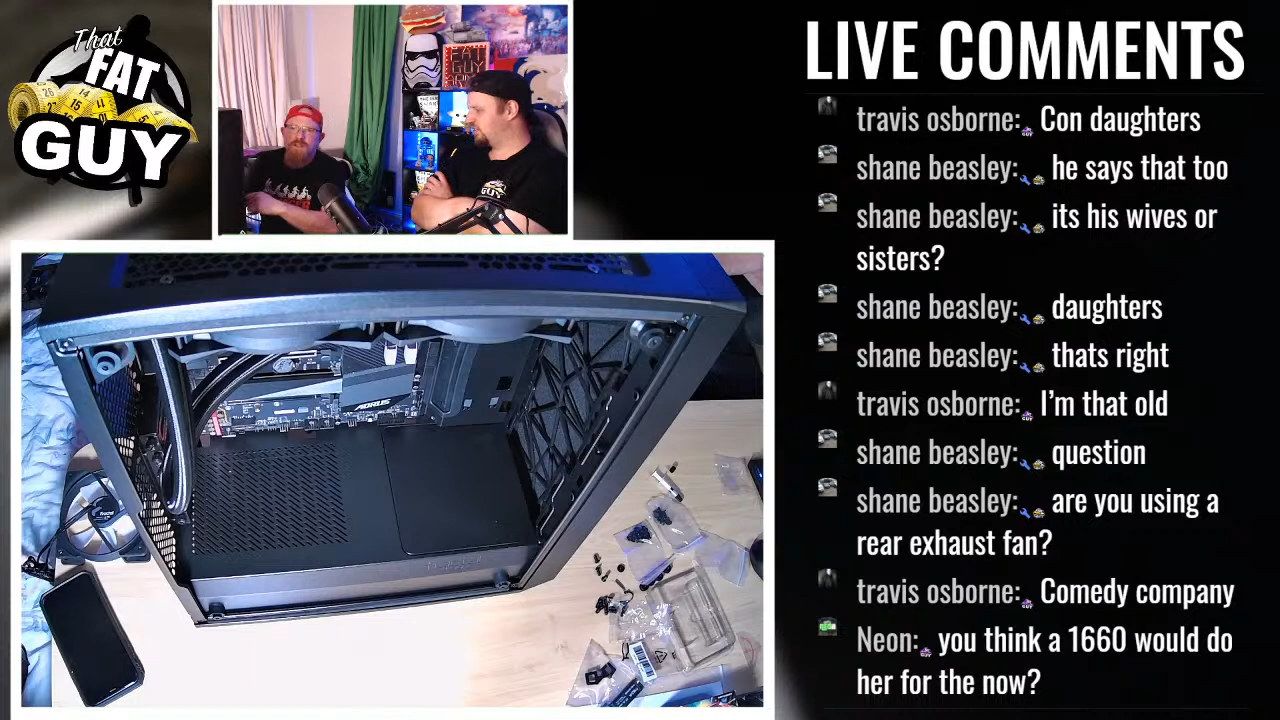 That
FAT
GUY
LIVE COMMENTS
travis osborne: Con daughters
shane beasley: he says that too
shane beasley: its his wives or
sisters?
shane beasley: daughters
shane beasley: thats right
travis osborne: I'm that old
shane beasley: question
shane beasley: are you using a
rear exhaust fan?
travis osborne: Comedy company
Neon: you think a 1660 would do
her for the now?
FAT
GUY
GUY
AORUS